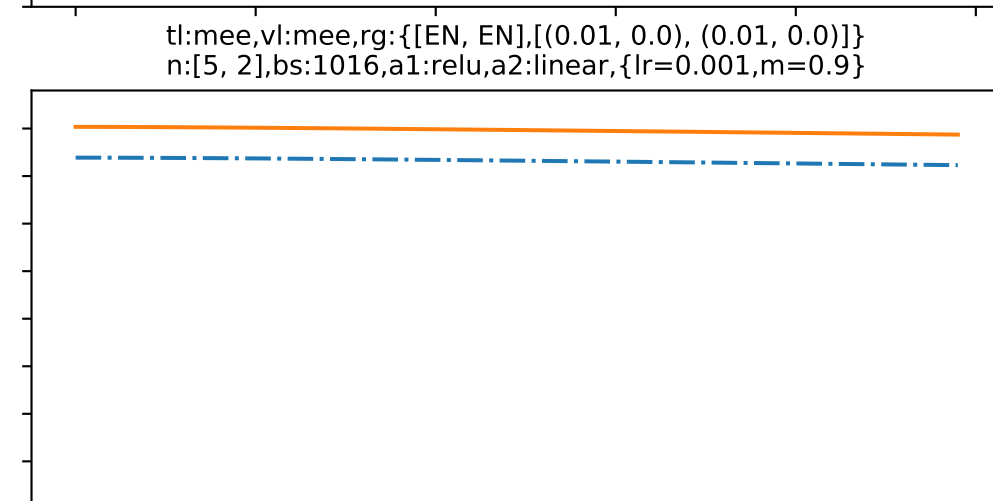 tl:mee,vl:mee,rg:{[EN, EN],[(0.01, 0.0), (0.01, 0.0)]}
n:[5, 2],bs:1016,a1:relu,a2:linear,{lr=0.001,m=0.9}